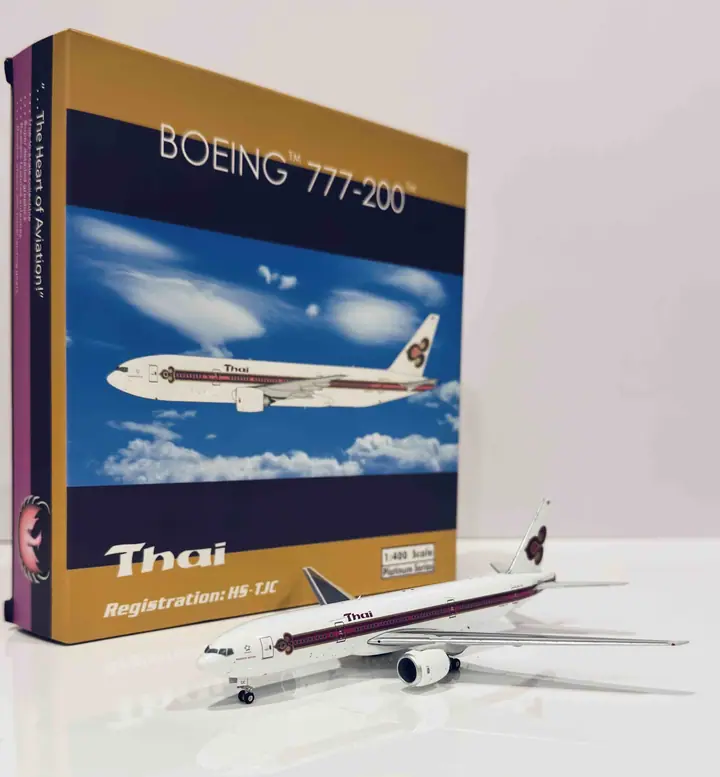 "...The Heart of Aviation!"
BOEING™ 777-200™
Thai
Thai
Registration: HS-TJC
1:400 Scale
Platinum Series
Thai